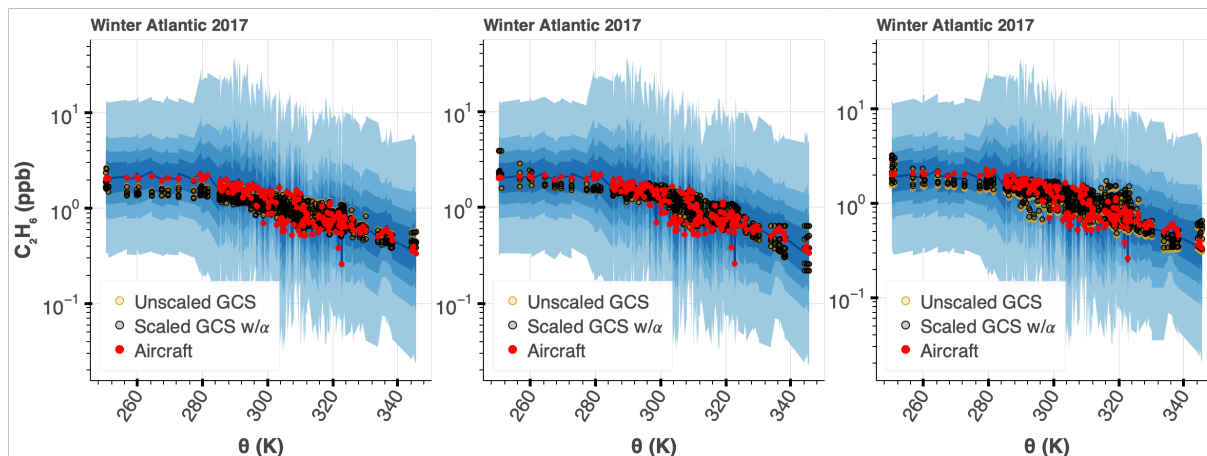 Winter Atlantic 2017
Winter Atlantic 2017
Winter Atlantic 2017
C₂H₆ (ppb)
10¹
10⁰
10⁻¹
Unscaled GCS
Scaled GCS w/α
Aircraft
260
280
300
320
340
θ (K)
10¹
10⁰
10⁻¹
Unscaled GCS
Scaled GCS w/α
Aircraft
260
280
300
320
340
θ (K)
10¹
10⁰
10⁻¹
Unscaled GCS
Scaled GCS w/α
Aircraft
260
280
300
320
340
θ (K)